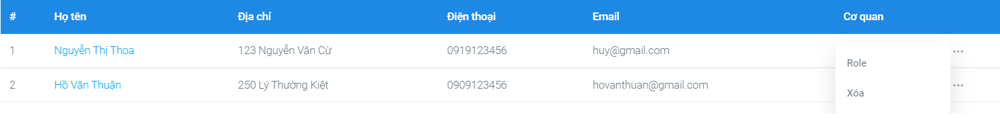 # Họ tên Địa chỉ Điện thoại Email Cơ quan
1 Nguyễn Thị Thoa 123 Nguyễn Văn Cừ 0919123456 huy@gmail.com
Role
2 Hồ Văn Thuận 250 Lý Thường Kiệt 0909123456 hovanthuan@gmail.com
Xóa